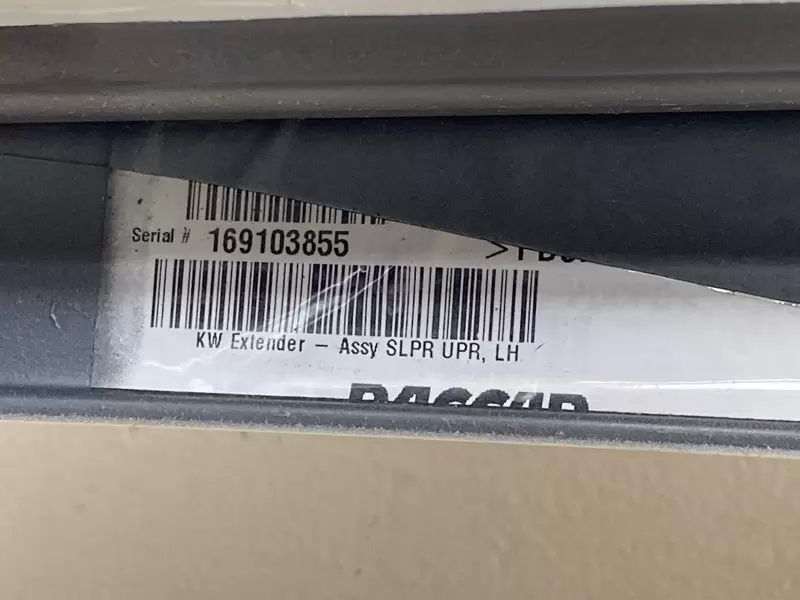 Serial # 169103855
KW Extender – Assy SLPR UPR, LH